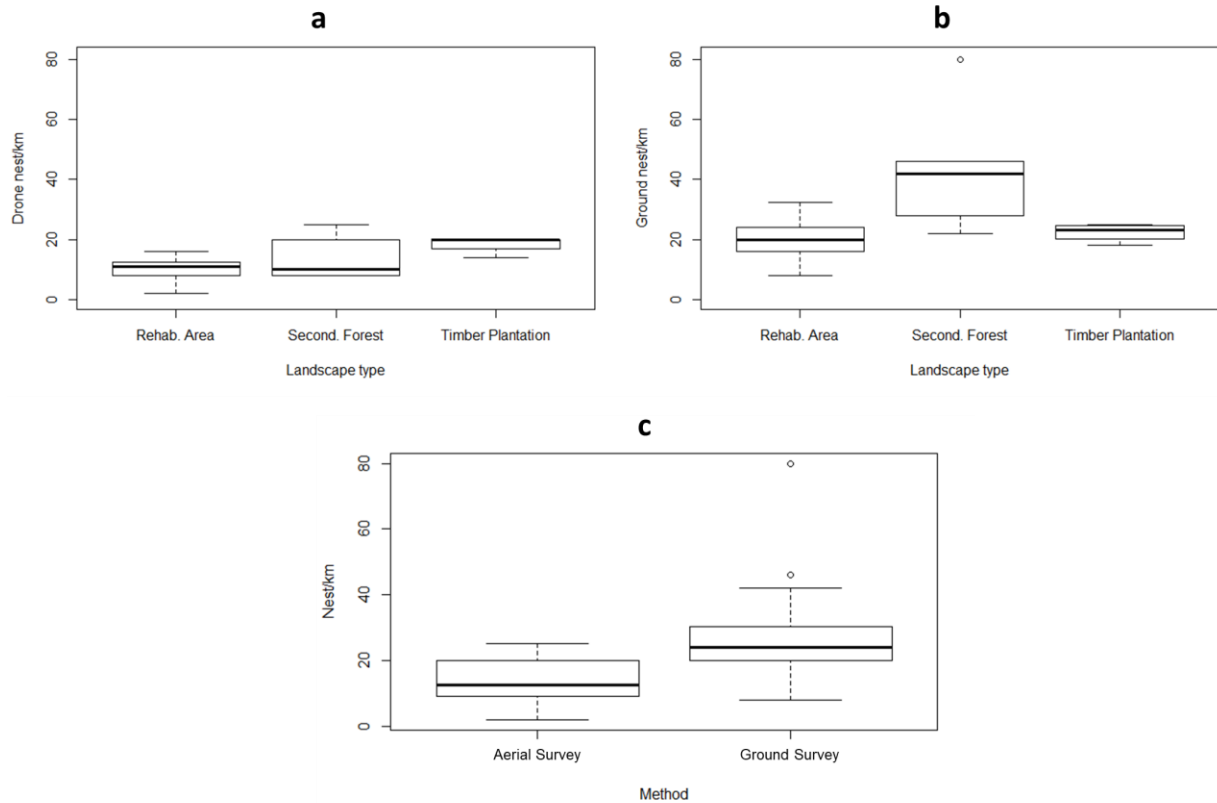 a
Drone nest/km
80
60
40
20
0
Rehab. Area Second. Forest Timber Plantation
Landscape type
b
Ground nest/km
80
60
40
20
0
Rehab. Area Second. Forest Timber Plantation
Landscape type
c
Nest/km
80
60
40
20
0
Aerial Survey Ground Survey
Method